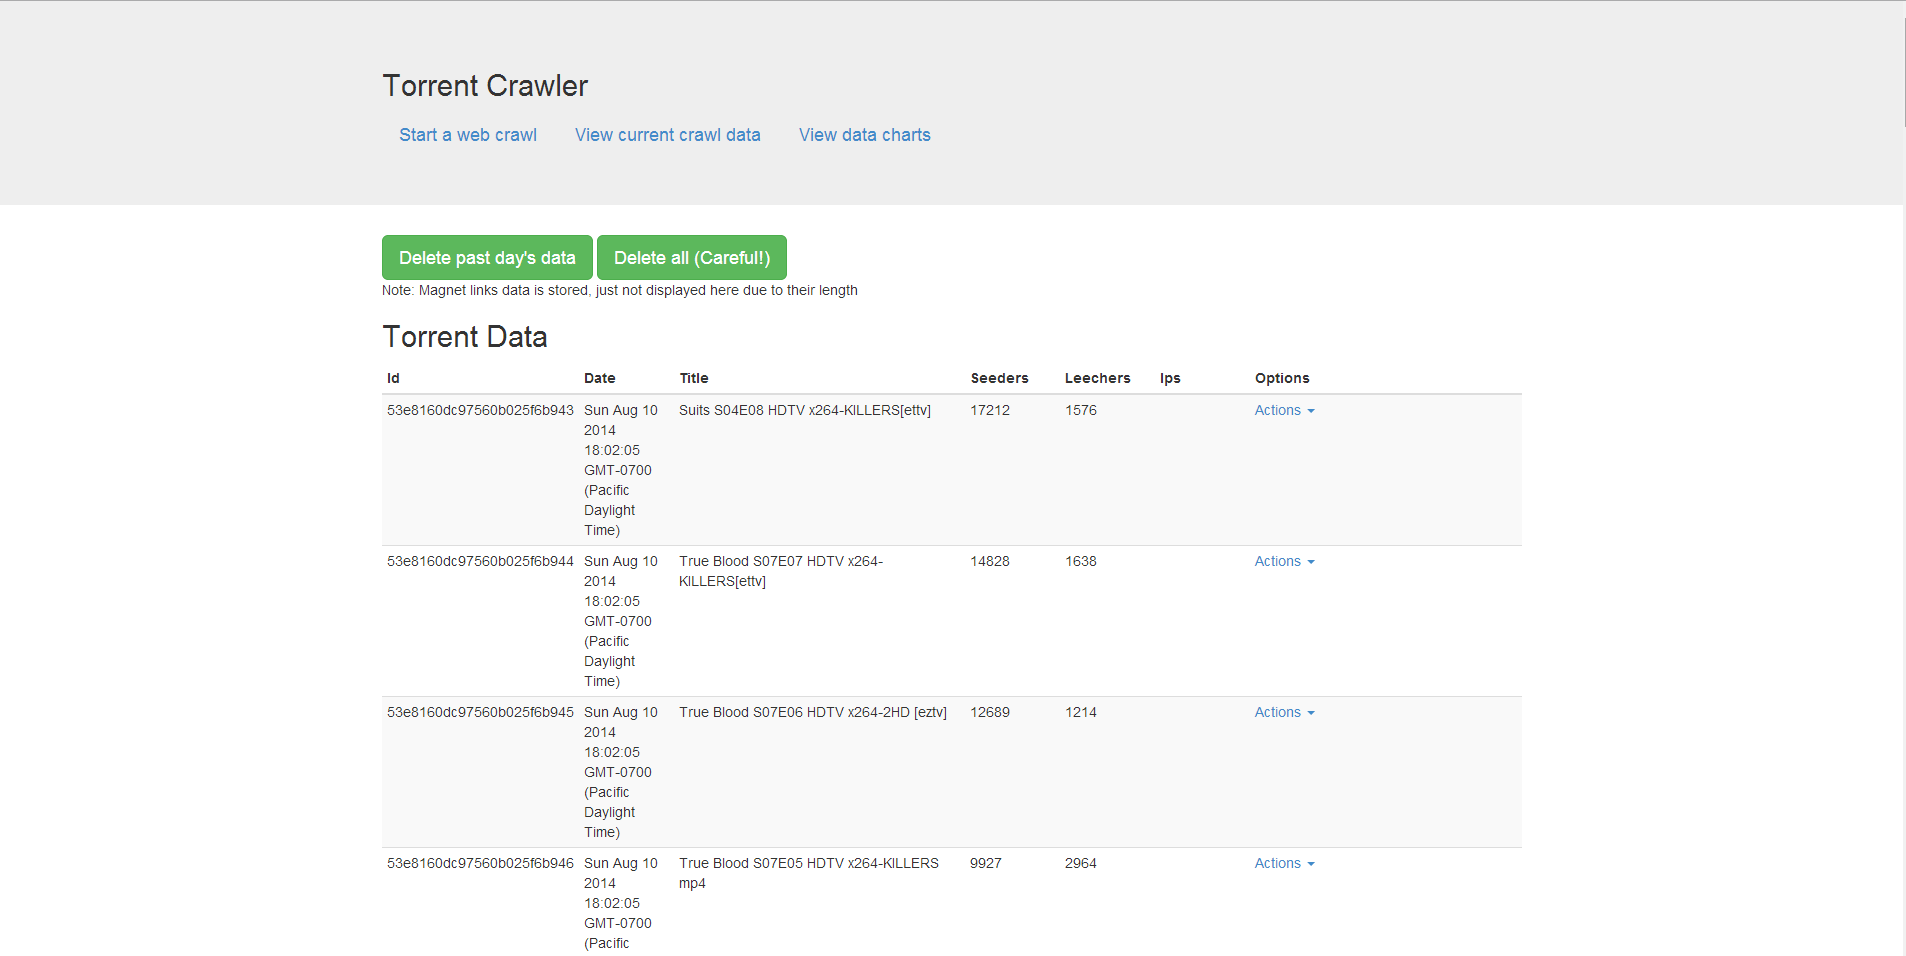 Torrent Crawler
Start a web crawl View current crawl data View data charts
Delete past day's data Delete all (Careful!)
Note: Magnet links data is stored, just not displayed here due to their length
Torrent Data
Id Date Title Seeders Leechers Ips Options
53e8160dc97560b025f6b943 Sun Aug 10 Suits S04E08 HDTV x264-KILLERS[ettv] 17212 1576 Actions
2014
18:02:05
GMT-0700
(Pacific
Daylight
Time)
53e8160dc97560b025f6b944 Sun Aug 10 True Blood S07E07 HDTV x264- 14828 1638 Actions
2014 KILLERS[ettv]
18:02:05
GMT-0700
(Pacific
Daylight
Time)
53e8160dc97560b025f6b945 Sun Aug 10 True Blood S07E06 HDTV x264-2HD [eztv] 12689 1214 Actions
2014
18:02:05
GMT-0700
(Pacific
Daylight
Time)
53e8160dc97560b025f6b946 Sun Aug 10 True Blood S07E05 HDTV x264-KILLERS 9927 2964 Actions
2014 mp4
18:02:05
GMT-0700
(Pacific